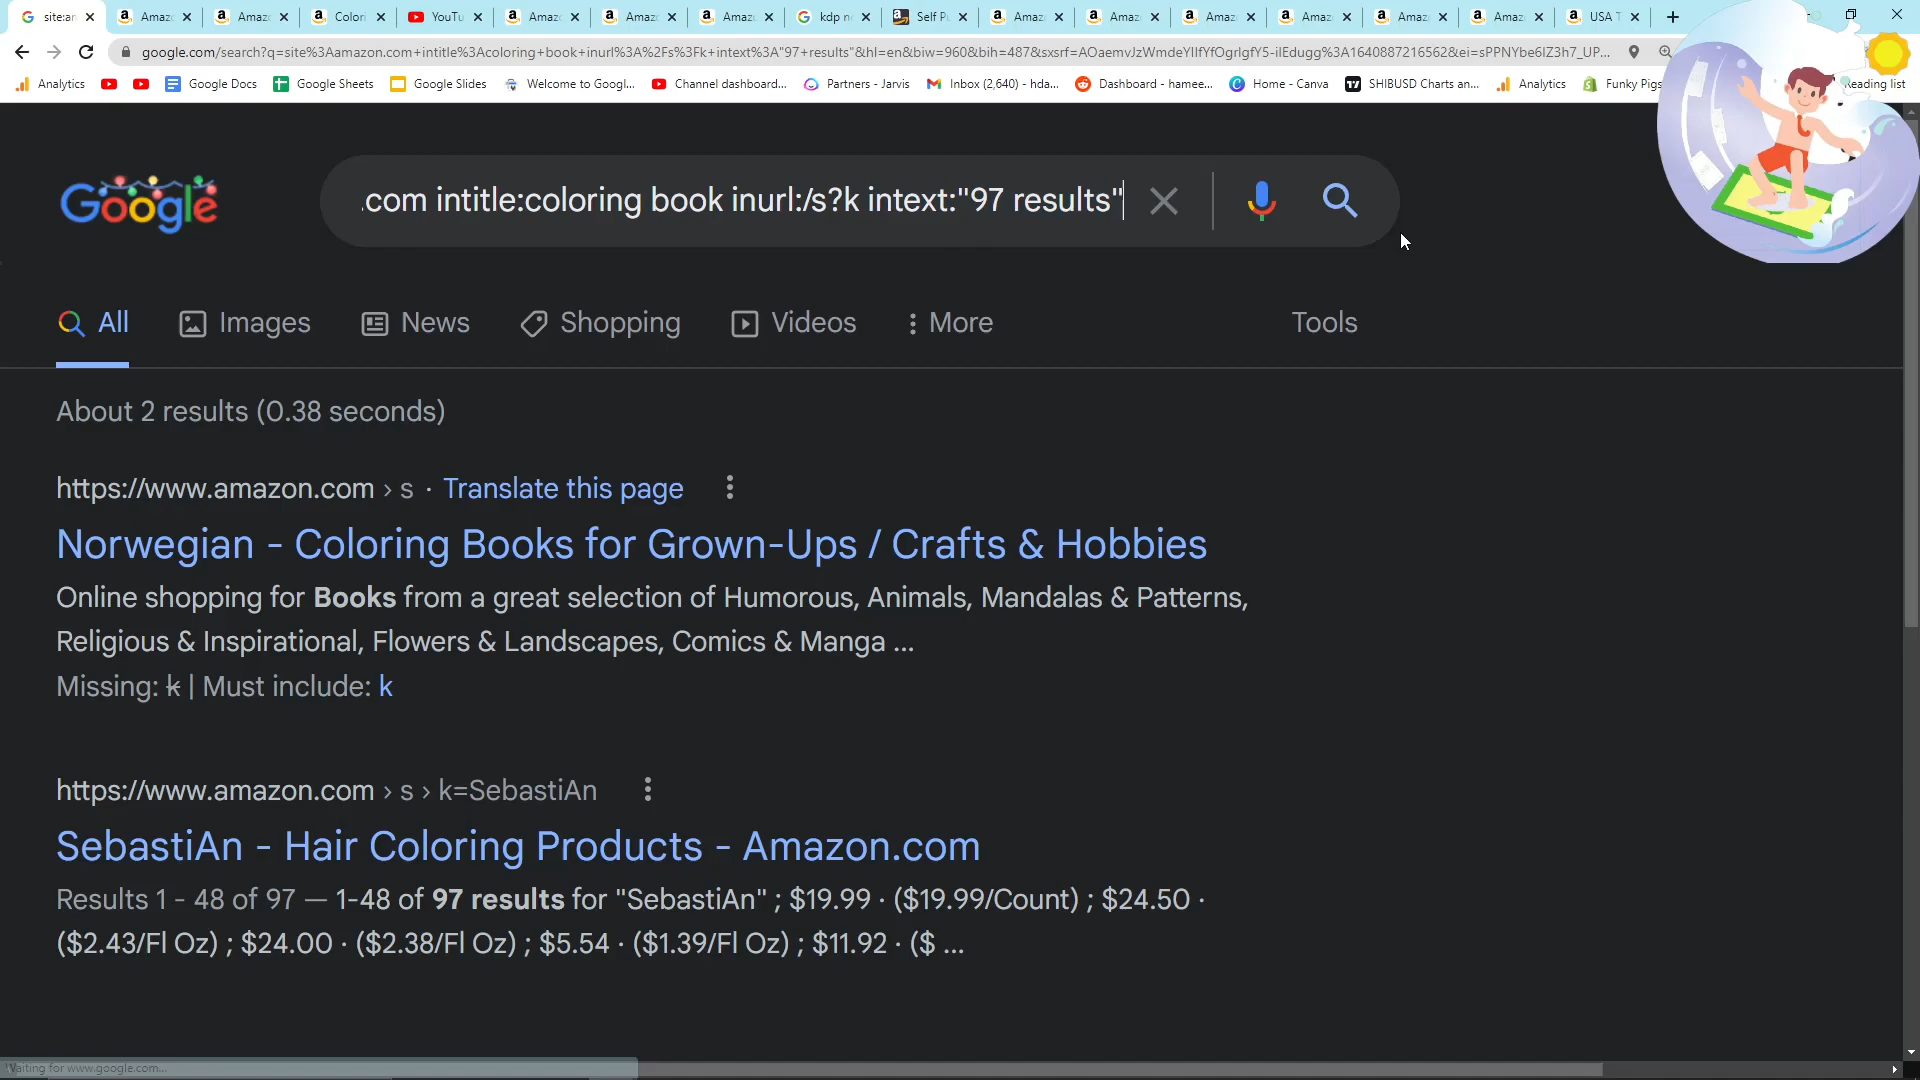 site:ar
Amaz
Amaz
Colori
YouTu
Amaz
Amaz
Amaz
kdp n
Self P
Amaz
Amaz
Amaz
Amaz
Amaz
Amaz
USA T
google.com/search?q=site%3Aamazon.com+intitle%3Acoloring+book+inurl%3A%2Fs%3Fk+intext%3A"97+results"&hl=en&biw=960&bih=487&sxsrf=AOaemvJzWmdeYIlfYfOgrlgfY5-ilEdugg%3A1640887216562&ei=sPPNYbe6IZ3h7_UP...
Analytics
Google Docs
Google Sheets
Google Slides
Welcome to Googl...
Channel dashboard...
Partners - Jarvis
Inbox (2,640) - hda...
Dashboard - hamee...
Home - Canva
SHIBUSD Charts an...
Analytics
Funky Pigs
Reading list
Google
.com intitle:coloring book inurl:/s?k intext:"97 results"
All
Images
News
Shopping
Videos
More
Tools
About 2 results (0.38 seconds)
https://www.amazon.com › s · Translate this page
Norwegian - Coloring Books for Grown-Ups / Crafts & Hobbies
Online shopping for Books from a great selection of Humorous, Animals, Mandalas & Patterns,
Religious & Inspirational, Flowers & Landscapes, Comics & Manga ...
Missing: k | Must include: k
https://www.amazon.com › s › k=SebastiAn
SebastiAn - Hair Coloring Products - Amazon.com
Results 1 - 48 of 97 — 1-48 of 97 results for "SebastiAn" ; $19.99 · ($19.99/Count) ; $24.50 ·
($2.43/Fl Oz) ; $24.00 · ($2.38/Fl Oz) ; $5.54 · ($1.39/Fl Oz) ; $11.92 · ($ ...
Waiting for www.google.com...